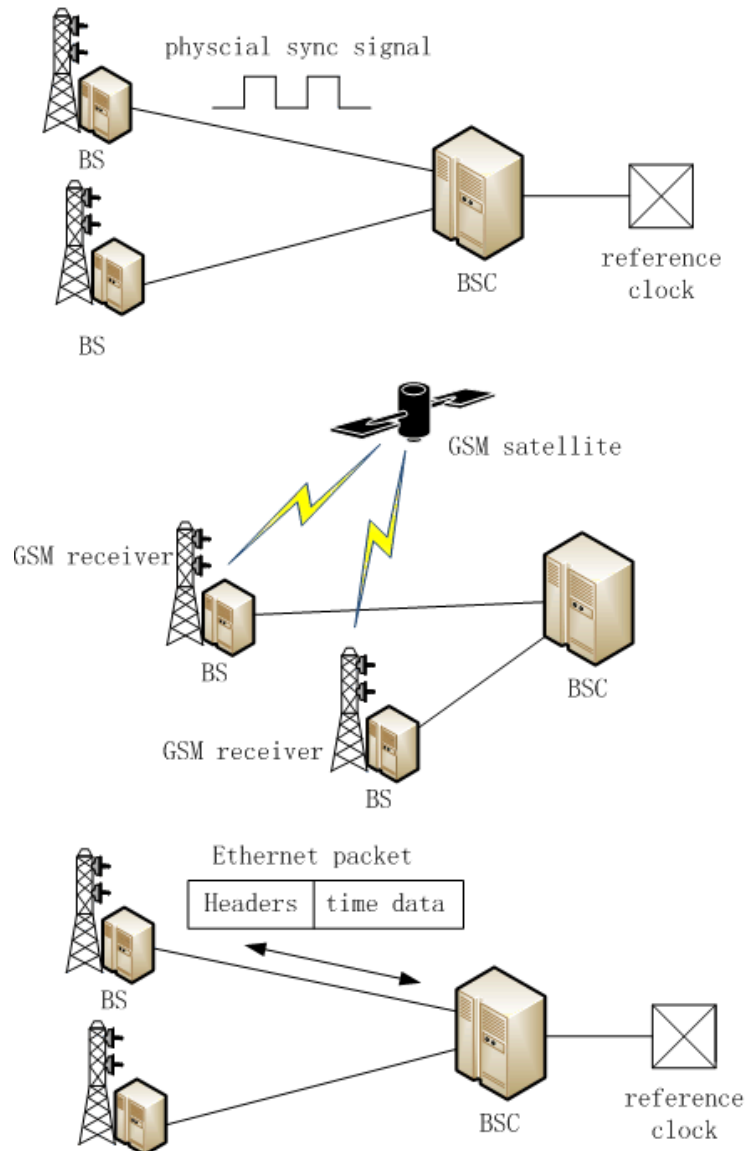 physcial sync signal
BS
BSC
reference
clock
BS
GSM satellite
GSM receiver
BS
BSC
GSM receiver
BS
Ethernet packet
Headers time data
BS
BSC
reference
clock